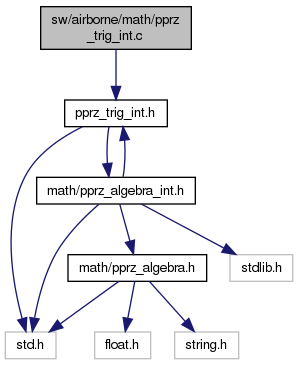 sw/airborne/math/pprz
_trig_int.c
pprz_trig_int.h
math/pprz_algebra_int.h
math/pprz_algebra.h
stdlib.h
std.h
float.h
string.h